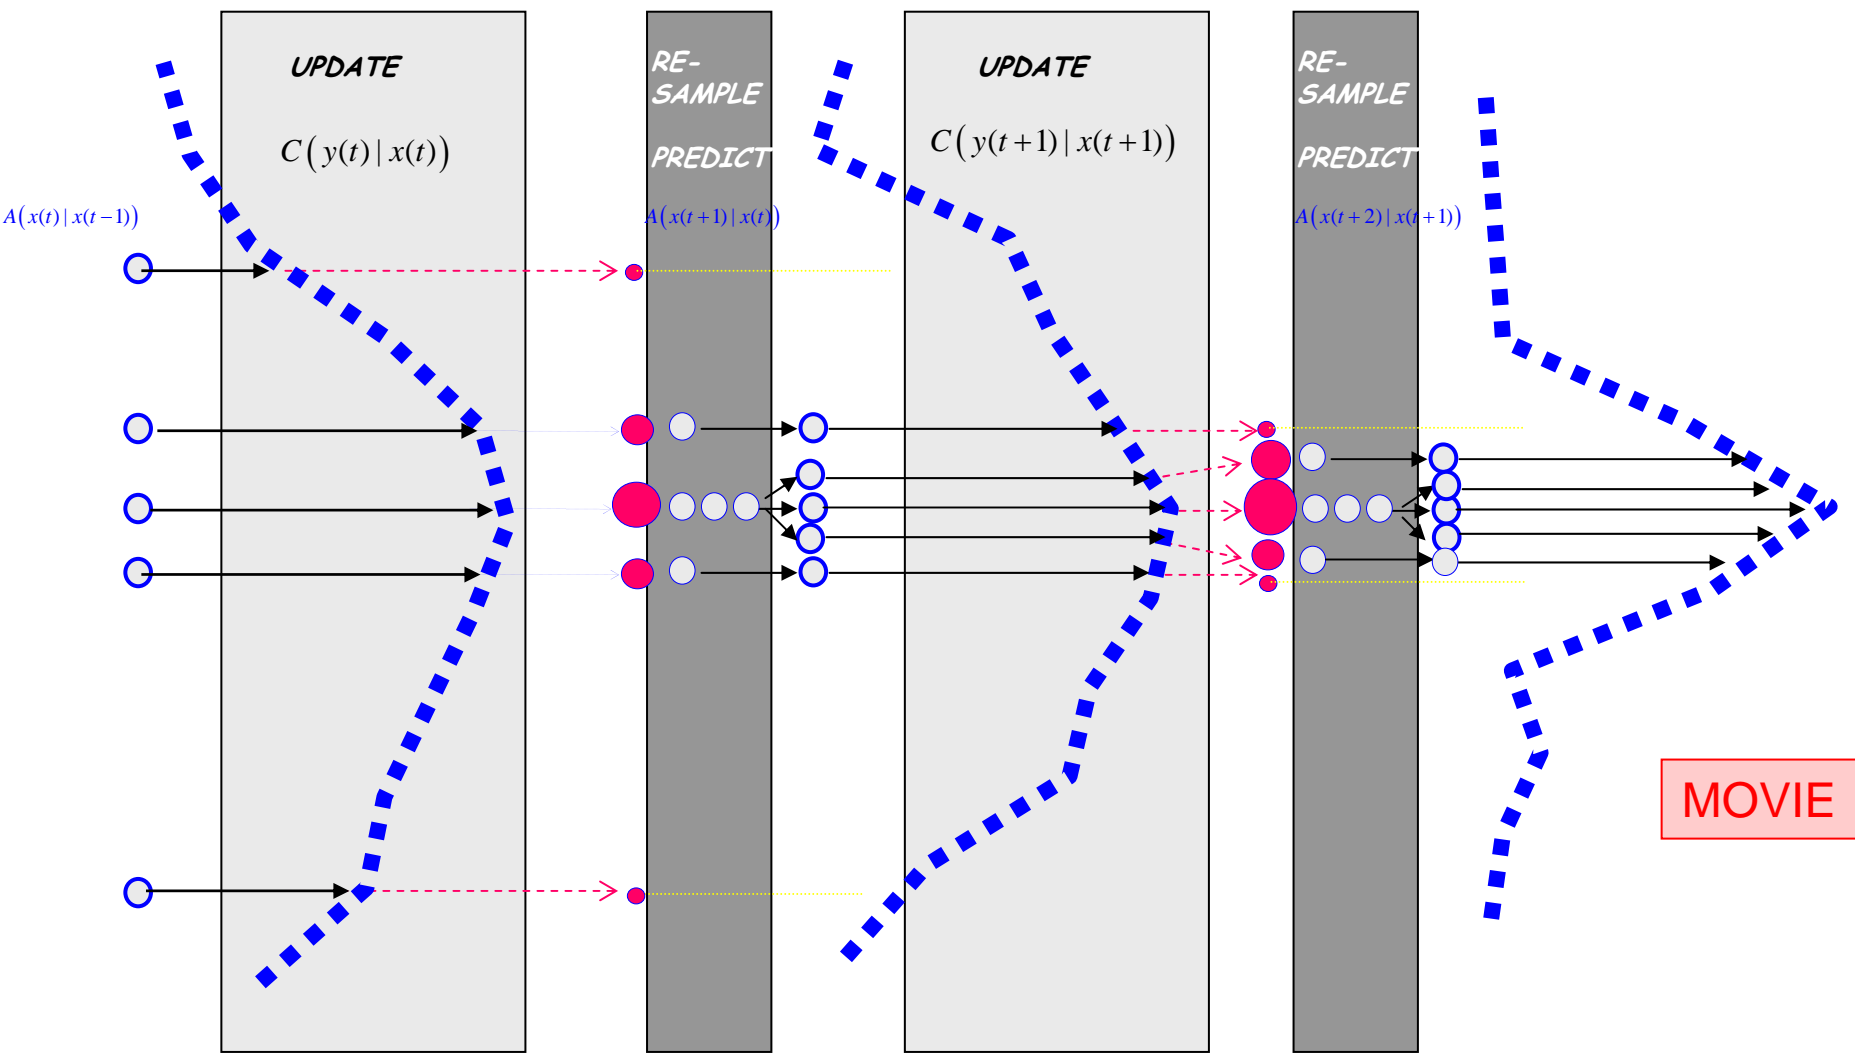 UPDATE
C(y(t) | x(t))
A(x(t) | x(t−1))
RE-
SAMPLE
PREDICT
A(x(t+1) | x(t))
UPDATE
C(y(t+1) | x(t+1))
RE-
SAMPLE
PREDICT
A(x(t+2) | x(t+1))
MOVIE